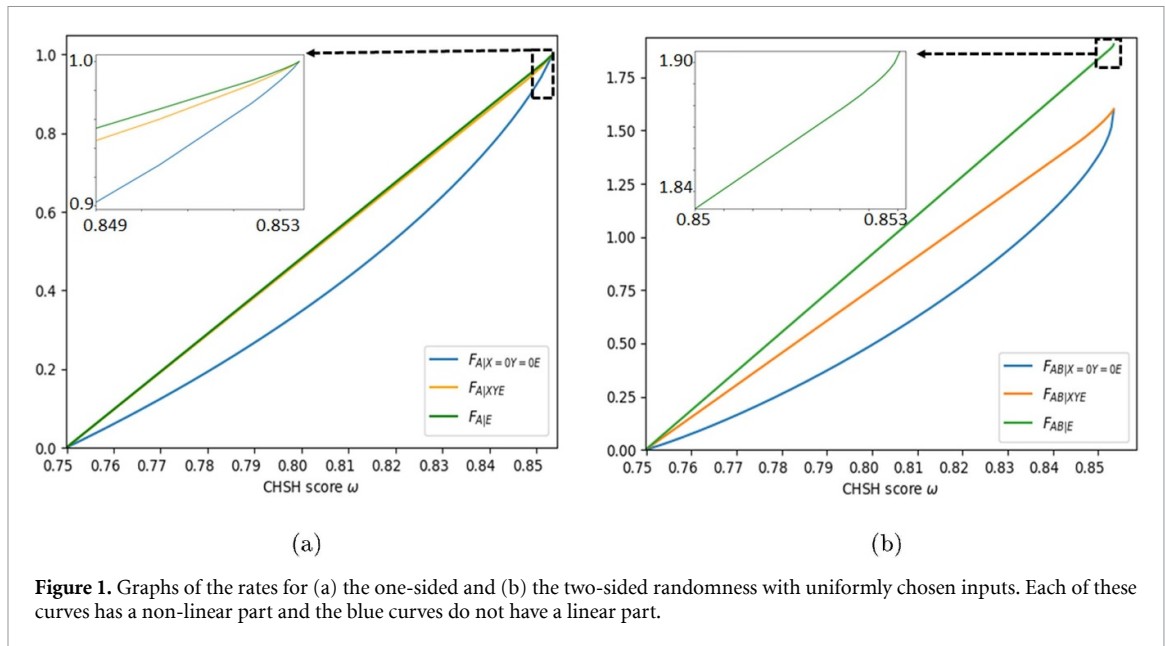 1.0
0.8
0.6
0.4
0.2
0.0
1.0
0.9
0.849 0.853
F_{A|X=0Y=0E}
F_{A|XYE}
F_{A|E}
0.75 0.76 0.77 0.78 0.79 0.80 0.81 0.82 0.83 0.84 0.85
CHSH score ω
(a)
1.75
1.50
1.25
1.00
0.75
0.50
0.25
0.00
1.90
1.84
0.85 0.853
F_{AB|X=0Y=0E}
F_{AB|XYE}
F_{AB|E}
0.75 0.76 0.77 0.78 0.79 0.80 0.81 0.82 0.83 0.84 0.85
CHSH score ω
(b)
Figure 1. Graphs of the rates for (a) the one-sided and (b) the two-sided randomness with uniformly chosen inputs. Each of these
curves has a non-linear part and the blue curves do not have a linear part.